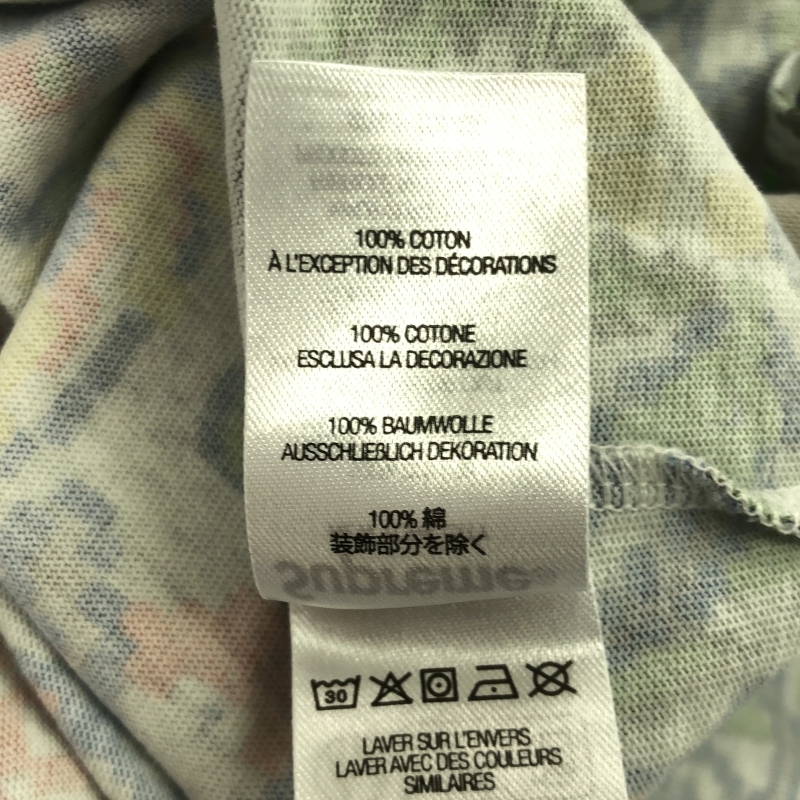 100% COTON
À L'EXCEPTION DES DÉCORATIONS
100% COTONE
ESCLUSA LA DECORAZIONE
100% BAUMWOLLE
AUSSCHLIEßLICH DEKORATION
100% 綿
装飾部分を除く
Supreme
30
LAVER SUR L'ENVERS
LAVER AVEC DES COULEURS
SIMILAIRES